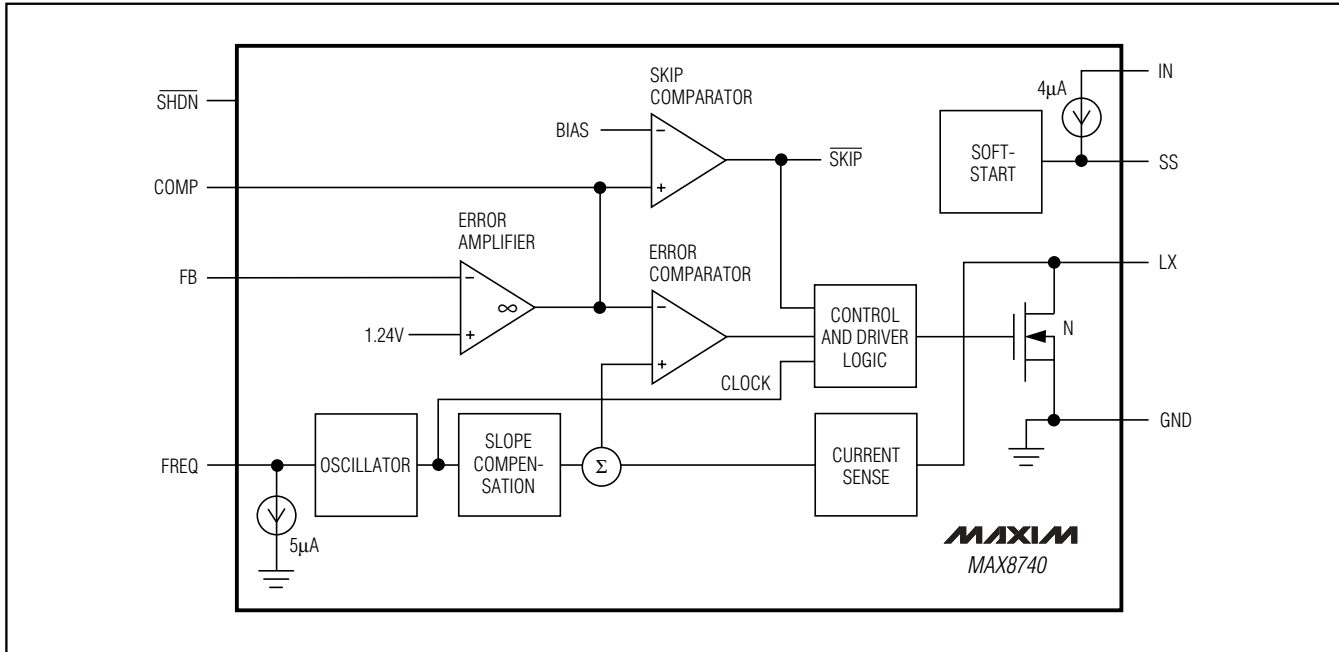 SKIP
COMPARATOR
IN
SHDN
4µA
BIAS
−
SOFT-
START
SKIP
SS
COMP
+
ERROR
AMPLIFIER
ERROR
COMPARATOR
LX
FB
−
∞
−
CONTROL
AND DRIVER
LOGIC
N
1.24V
+
+
CLOCK
GND
FREQ
OSCILLATOR
SLOPE
COMPEN-
SATION
Σ
CURRENT
SENSE
5µA
MAXIM
MAX8740